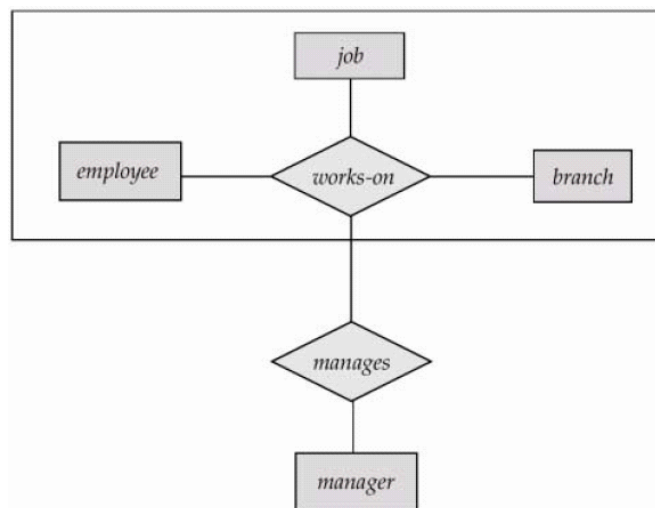 job
employee
works-on
branch
manages
manager